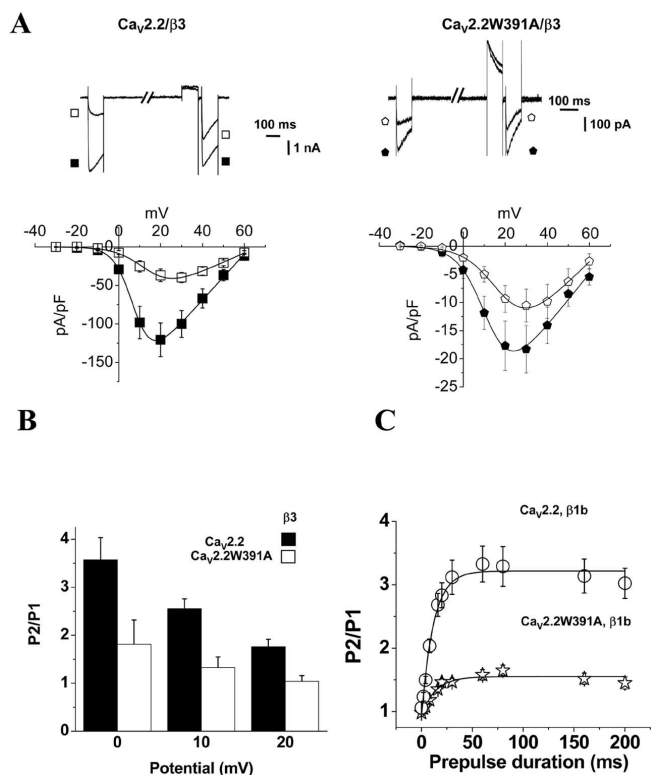 A
CaV2.2/β3
CaV2.2W391A/β3
100 ms
1 nA
100 ms
100 pA
mV
-40 -20 0 20 40 60
0
-50
-100
-150
pA/pF
mV
-40 -20 0 20 40 60
0
-5
-10
-15
-20
-25
pA/pF
B
β3
CaV2.2
CaV2.2W391A
4
3
2
1
0
P2/P1
0 10 20
Potential (mV)
C
CaV2.2, β1b
CaV2.2W391A, β1b
4
3
2
1
P2/P1
0 50 100 150 200
Prepulse duration (ms)